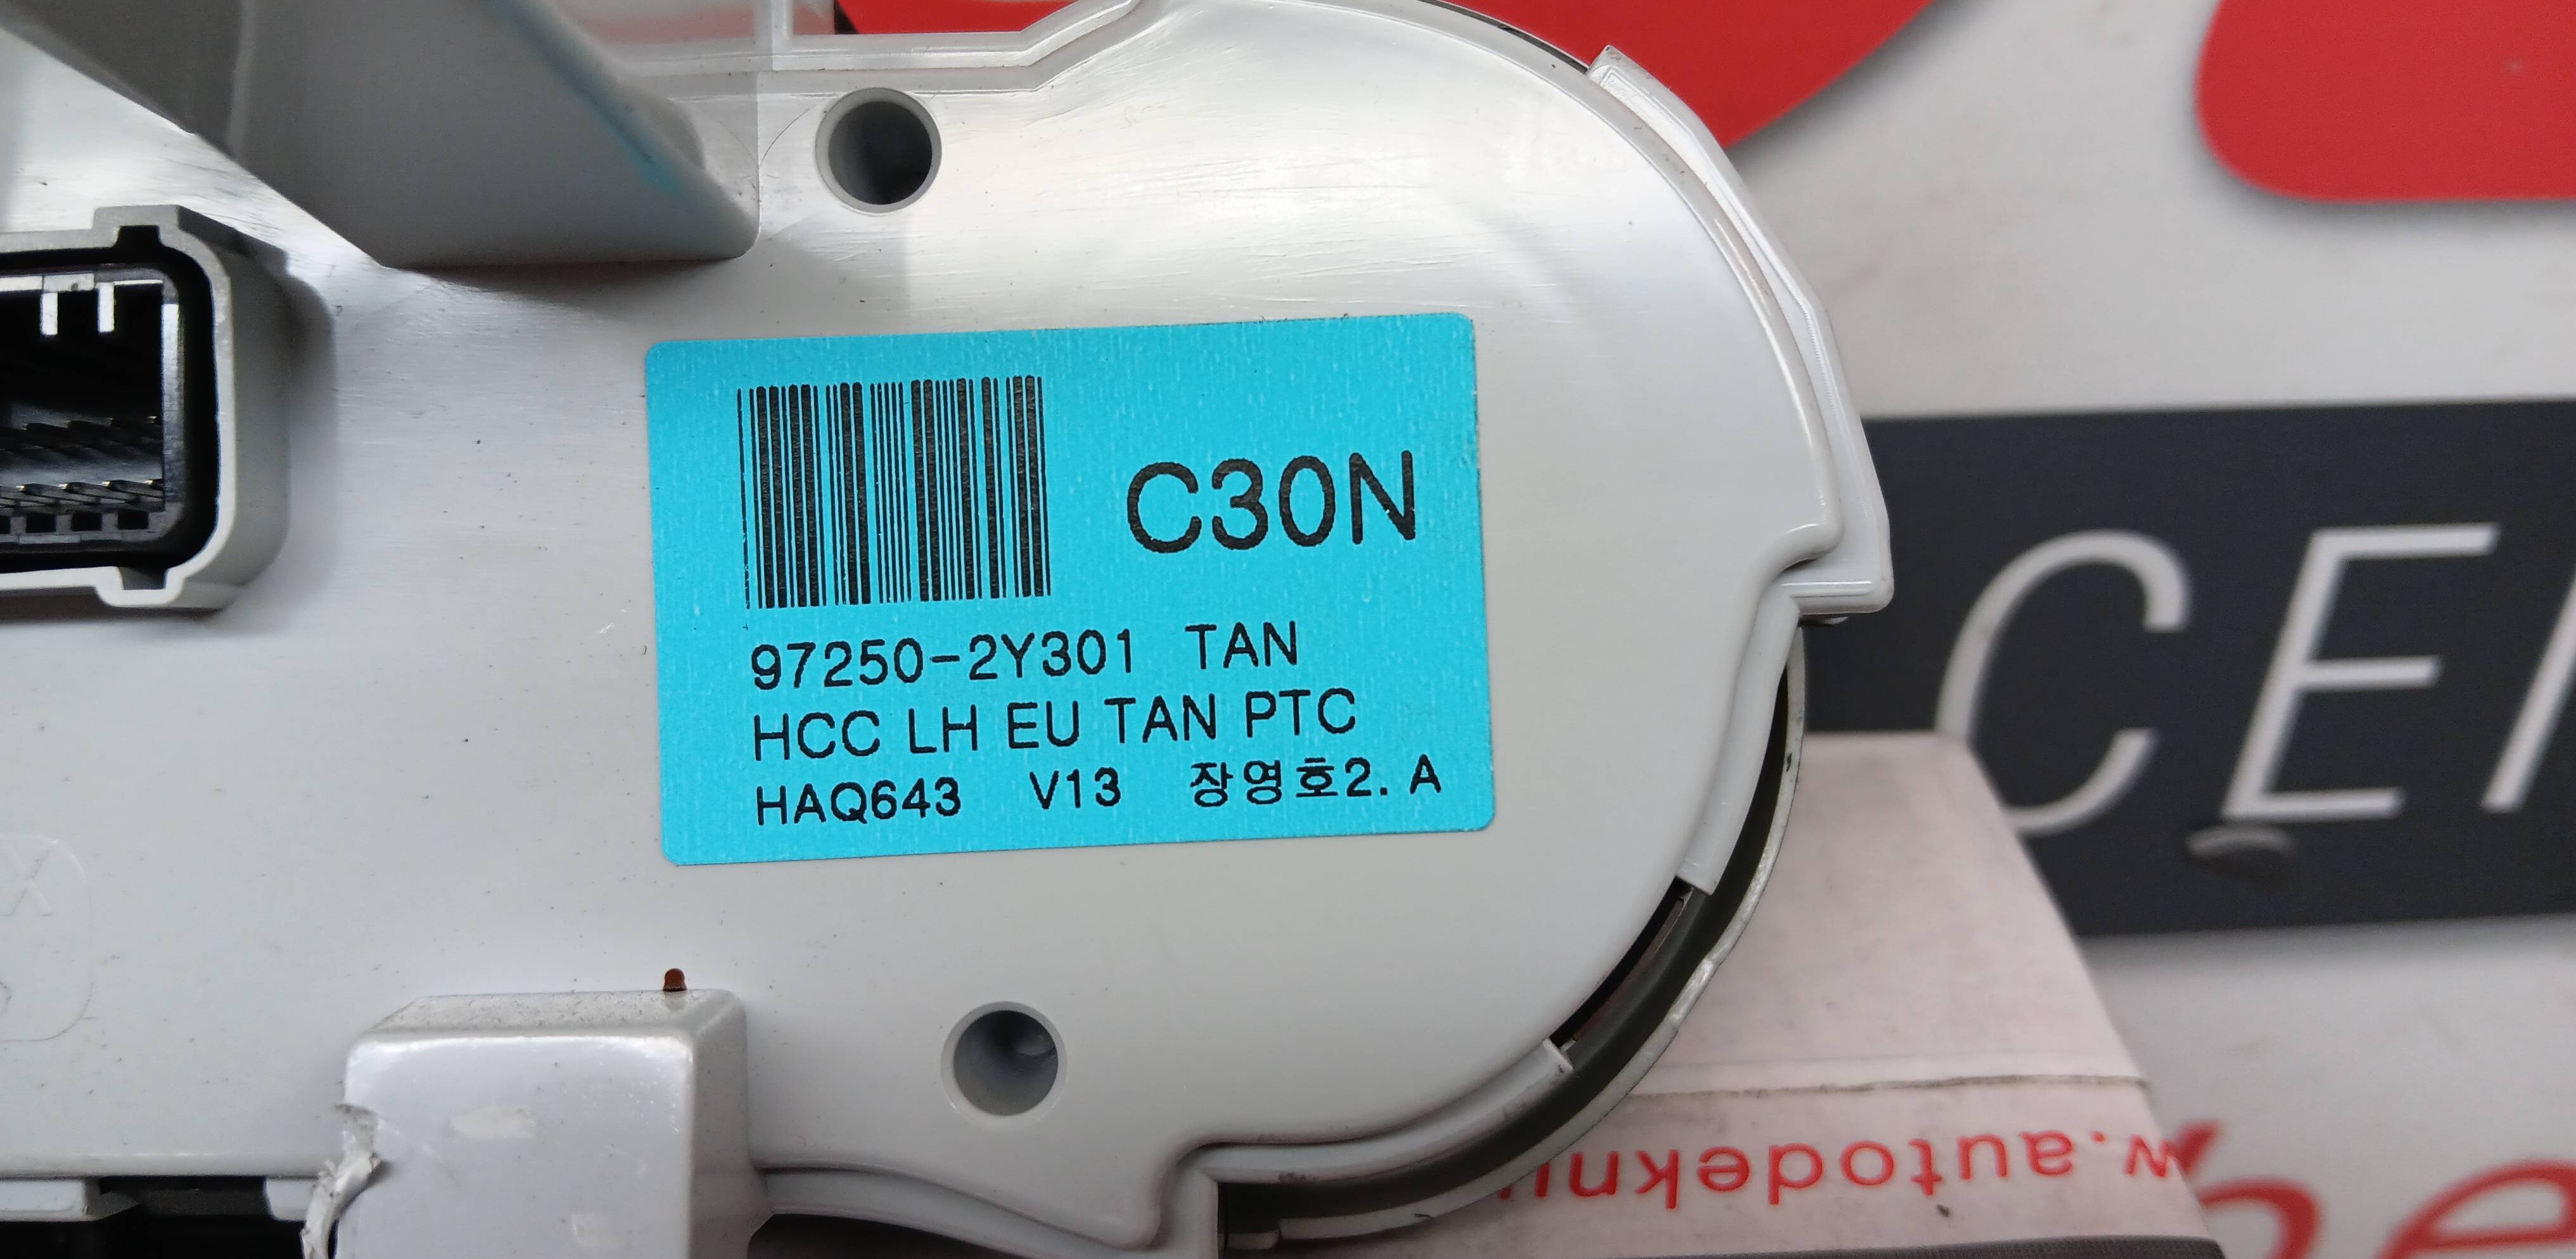 C30N
97250-2Y301 TAN
HCC LH EU TAN PTC
HAQ643 V13 장영호2. A
CE
w.autodeknu